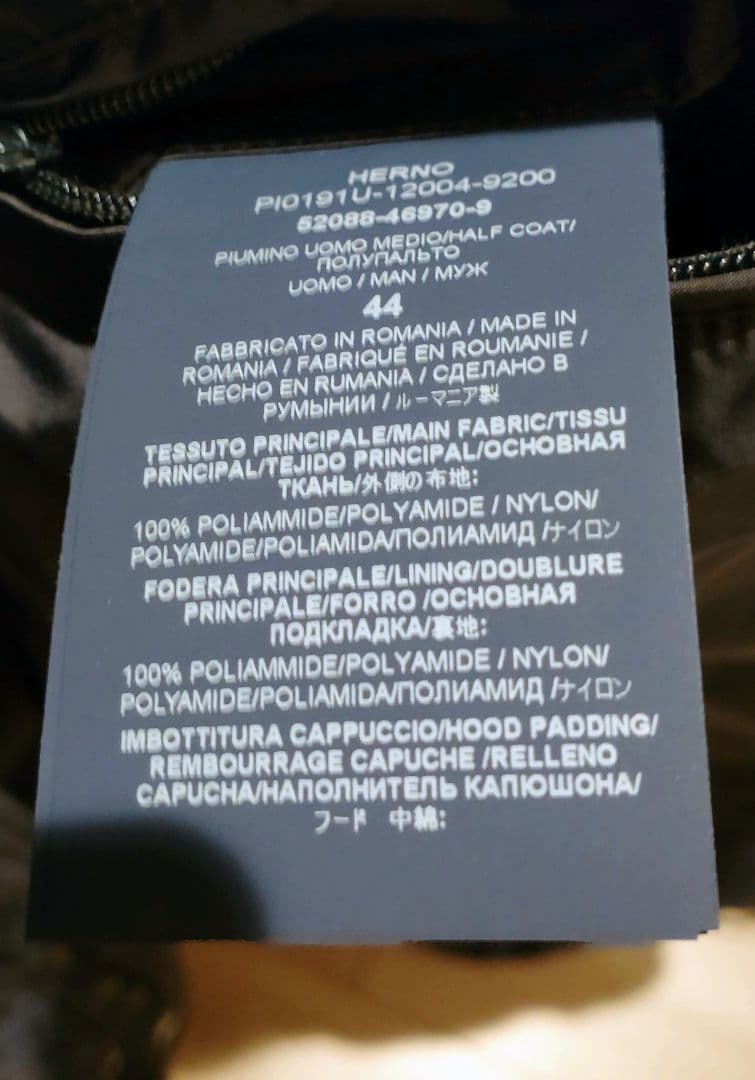 HERNO
PI0191U-12004-9200
52088-46970-9
PIUMINO UOMO MEDIO/HALF COAT/
ПОЛУПАЛЬТО
UOMO / MAN / МУЖ
44
FABBRICATO IN ROMANIA / MADE IN
ROMANIA / FABRIQUÉ EN ROUMANIE /
HECHO EN RUMANIA / СДЕЛАНО В
РУМЫНИИ / ルーマニア製
TESSUTO PRINCIPALE/MAIN FABRIC/TISSU
PRINCIPAL/TEJIDO PRINCIPAL/ОСНОВНАЯ
ТКАНЬ/外側の布地:
100% POLIAMMIDE/POLYAMIDE / NYLON/
POLYAMIDE/POLIAMIDA/ПОЛИАМИД /ナイロン
FODERA PRINCIPALE/LINING/DOUBLURE
PRINCIPALE/FORRO /ОСНОВНАЯ
ПОДКЛАДКА/裏地:
100% POLIAMMIDE/POLYAMIDE / NYLON/
POLYAMIDE/POLIAMIDA/ПОЛИАМИД /ナイロン
IMBOTTITURA CAPPUCCIO/HOOD PADDING/
REMBOURRAGE CAPUCHE /RELLENO
CAPUCHA/НАПОЛНИТЕЛЬ КАПЮШОНА/
フード 中綿: